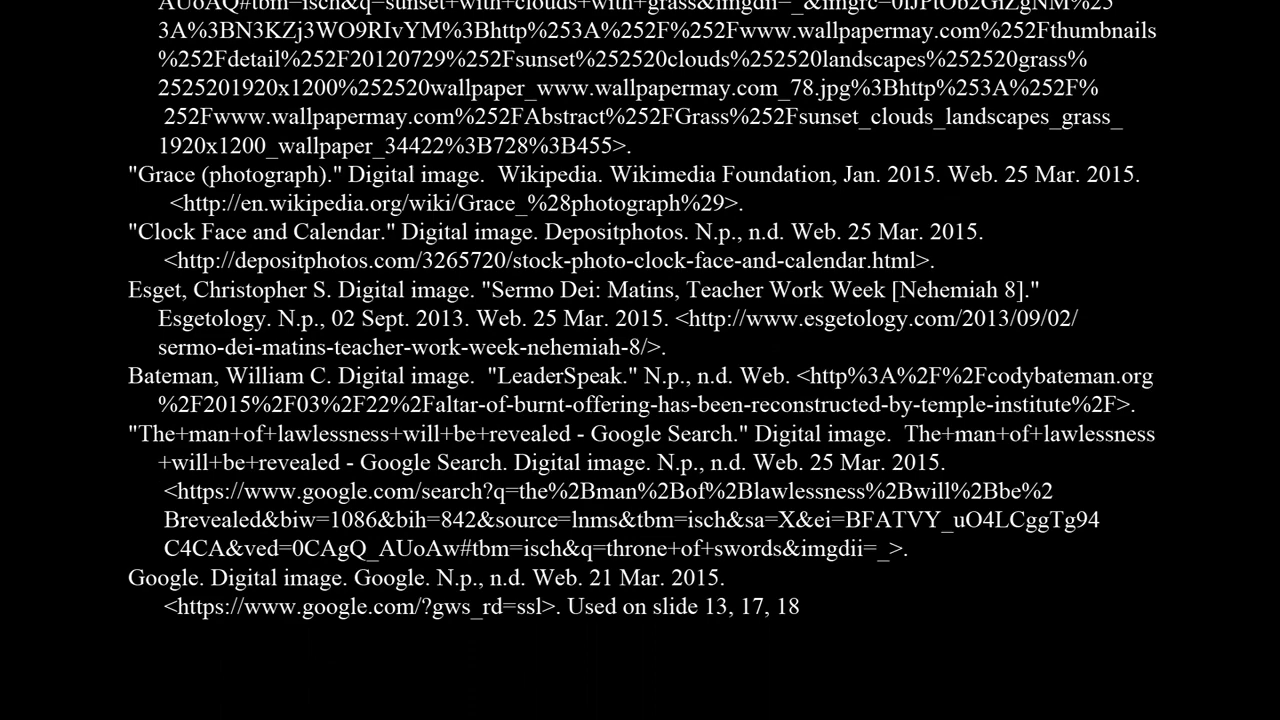 AUoAQ#tbm=isch&q=sunset+with+clouds+with+grass&imgdii=_&imgrc=
3A%3BN3KZj3WO9RIvYM%3Bhttp%253A%252F%252Fwww.wallpapermay.com%252Fthumbnails
%252Fdetail%252F20120729%252Fsunset%252520clouds%252520landscapes%252520grass%
2525201920x1200%252520wallpaper_www.wallpapermay.com_78.jpg%3Bhttp%253A%252F%
252Fwww.wallpapermay.com%252FAbstract%252FGrass%252Fsunset_clouds_landscapes_grass_
1920x1200_wallpaper_34422%3B728%3B455>.
"Grace (photograph)." Digital image.  Wikipedia. Wikimedia Foundation, Jan. 2015. Web. 25 Mar. 2015.
<http://en.wikipedia.org/wiki/Grace_%28photograph%29>.
"Clock Face and Calendar." Digital image. Depositphotos. N.p., n.d. Web. 25 Mar. 2015.
<http://depositphotos.com/3265720/stock-photo-clock-face-and-calendar.html>.
Esget, Christopher S. Digital image. "Sermo Dei: Matins, Teacher Work Week [Nehemiah 8]."
Esgetology. N.p., 02 Sept. 2013. Web. 25 Mar. 2015. <http://www.esgetology.com/2013/09/02/
sermo-dei-matins-teacher-work-week-nehemiah-8/>.
Bateman, William C. Digital image.  "LeaderSpeak." N.p., n.d. Web. <http%3A%2F%2Fcodybateman.org
%2F2015%2F03%2F22%2Faltar-of-burnt-offering-has-been-reconstructed-by-temple-institute%2F>.
"The+man+of+lawlessness+will+be+revealed - Google Search." Digital image.  The+man+of+lawlessness
+will+be+revealed - Google Search. Digital image. N.p., n.d. Web. 25 Mar. 2015.
<https://www.google.com/search?q=the%2Bman%2Bof%2Blawlessness%2Bwill%2Bbe%2
Brevealed&biw=1086&bih=842&source=lnms&tbm=isch&sa=X&ei=BFATVY_uO4LCggTg94
C4CA&ved=0CAgQ_AUoAw#tbm=isch&q=throne+of+swords&imgdii=_>.
Google. Digital image. Google. N.p., n.d. Web. 21 Mar. 2015.
<https://www.google.com/?gws_rd=ssl>. Used on slide 13, 17, 18